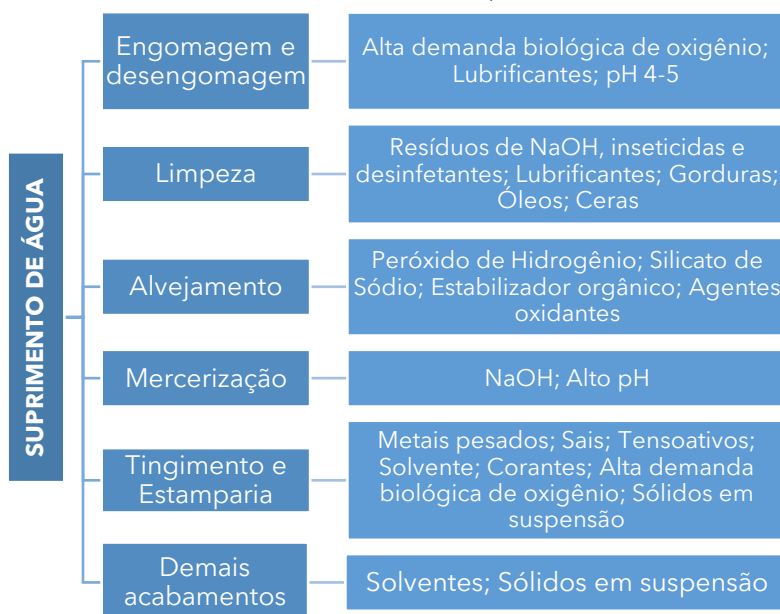 SUPRIMENTO DE ÁGUA
Engomagem e
desengomagem
Alta demanda biológica de oxigênio;
Lubrificantes; pH 4-5
Limpeza
Resíduos de NaOH, inseticidas e
desinfetantes; Lubrificantes; Gorduras;
Óleos; Ceras
Alvejamento
Peróxido de Hidrogênio; Silicato de
Sódio; Estabilizador orgânico; Agentes
oxidantes
Mercerização
NaOH; Alto pH
Tingimento e
Estamparia
Metais pesados; Sais; Tensoativos;
Solvente; Corantes; Alta demanda
biológica de oxigênio; Sólidos em
suspensão
Demais
acabamentos
Solventes; Sólidos em suspensão